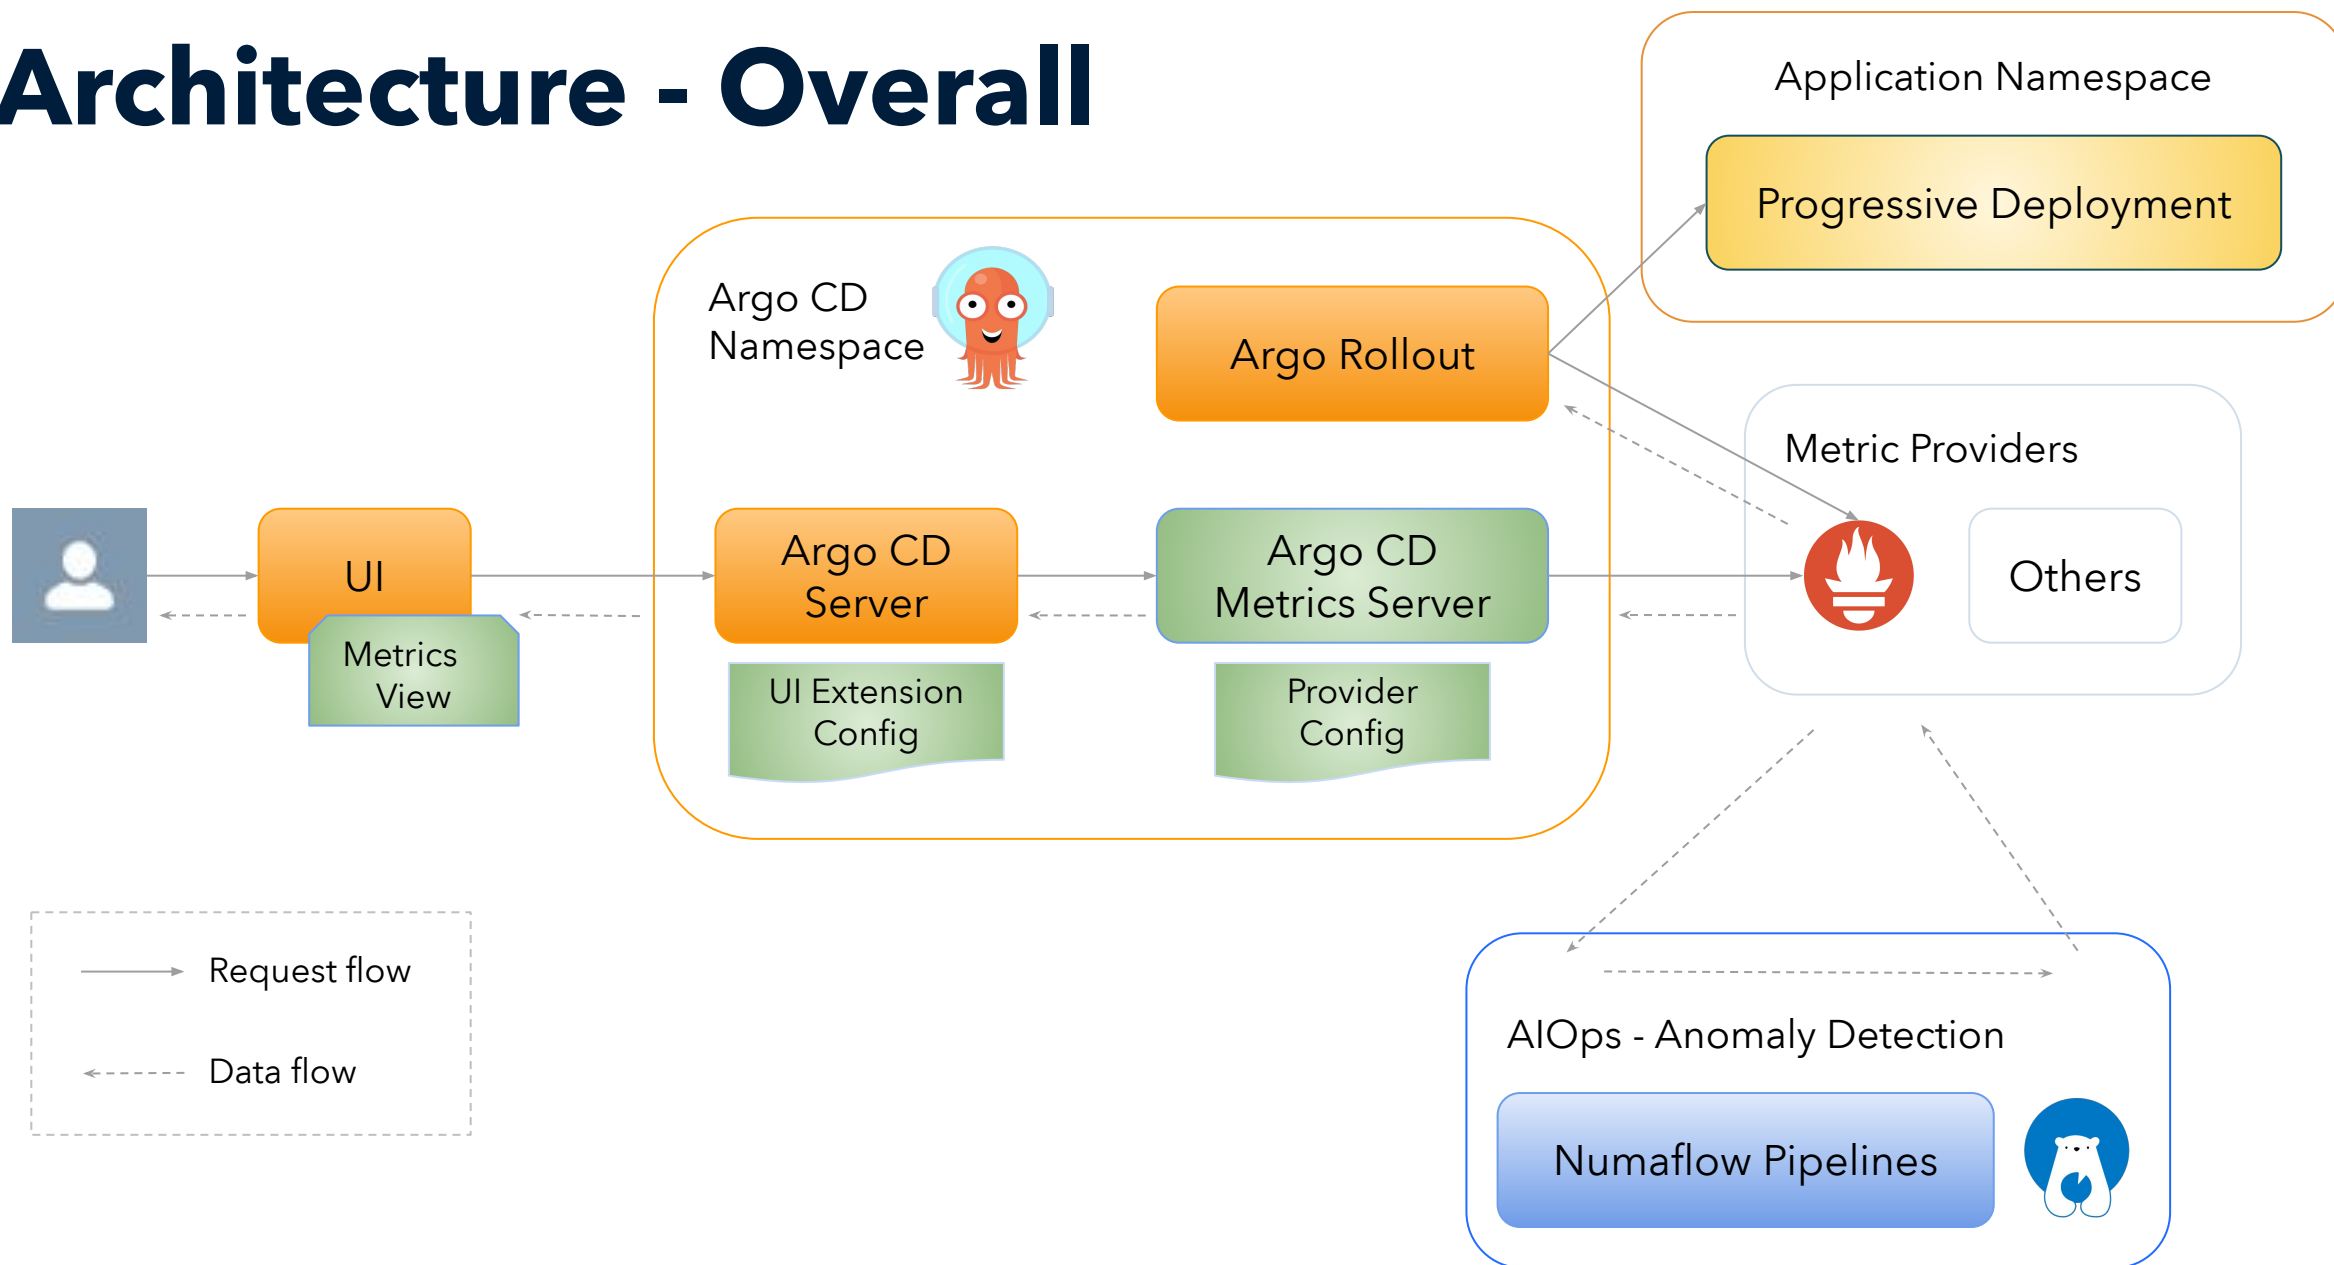 Architecture - Overall
Application Namespace
Progressive Deployment
Argo CD
Namespace
Argo Rollout
Metric Providers
UI
Metrics
View
Argo CD
Server
Argo CD
Metrics Server
Others
UI Extension
Config
Provider
Config
Request flow
Data flow
AIOps - Anomaly Detection
Numaflow Pipelines